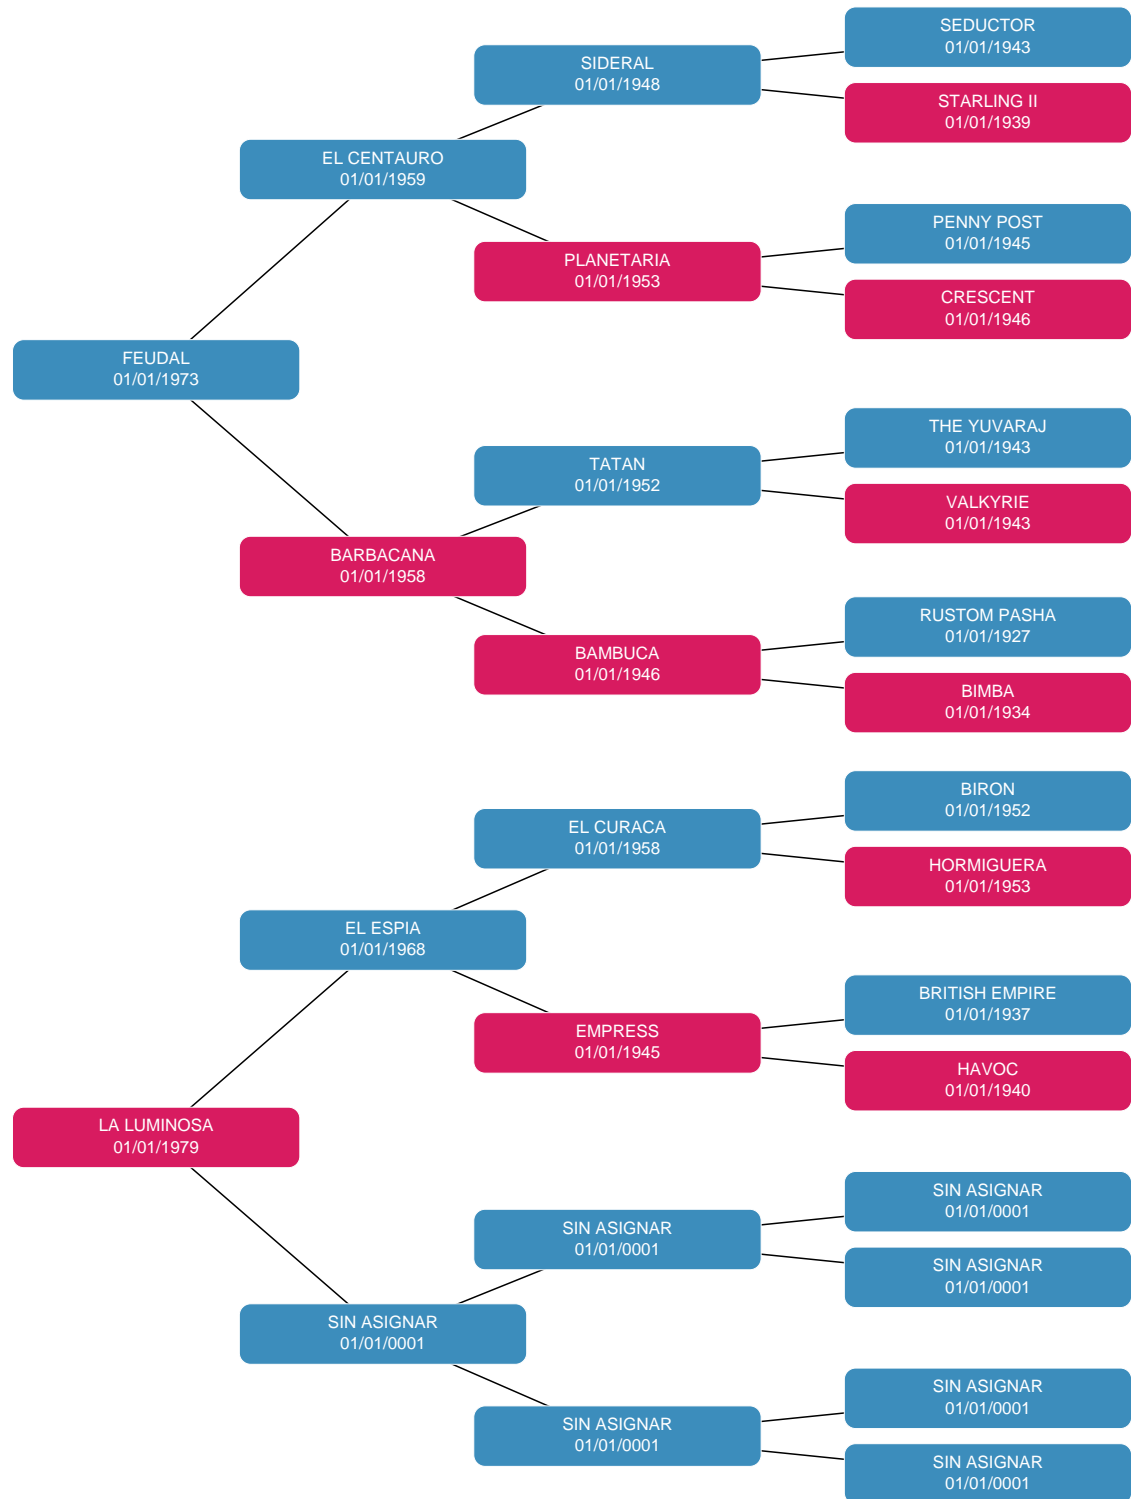 SEDUCTOR
01/01/1943
SIDERAL
01/01/1948
STARLING II
01/01/1939
EL CENTAURO
01/01/1959
PENNY POST
01/01/1945
PLANETARIA
01/01/1953
CRESCENT
01/01/1946
FEUDAL
01/01/1973
THE YUVARAJ
01/01/1943
TATAN
01/01/1952
VALKYRIE
01/01/1943
BARBACANA
01/01/1958
RUSTOM PASHA
01/01/1927
BAMBUCA
01/01/1946
BIMBA
01/01/1934
BIRON
01/01/1952
EL CURACA
01/01/1958
HORMIGUERA
01/01/1953
EL ESPIA
01/01/1968
BRITISH EMPIRE
01/01/1937
EMPRESS
01/01/1945
HAVOC
01/01/1940
LA LUMINOSA
01/01/1979
SIN ASIGNAR
01/01/0001
SIN ASIGNAR
01/01/0001
SIN ASIGNAR
01/01/0001
SIN ASIGNAR
01/01/0001
SIN ASIGNAR
01/01/0001
SIN ASIGNAR
01/01/0001
SIN ASIGNAR
01/01/0001